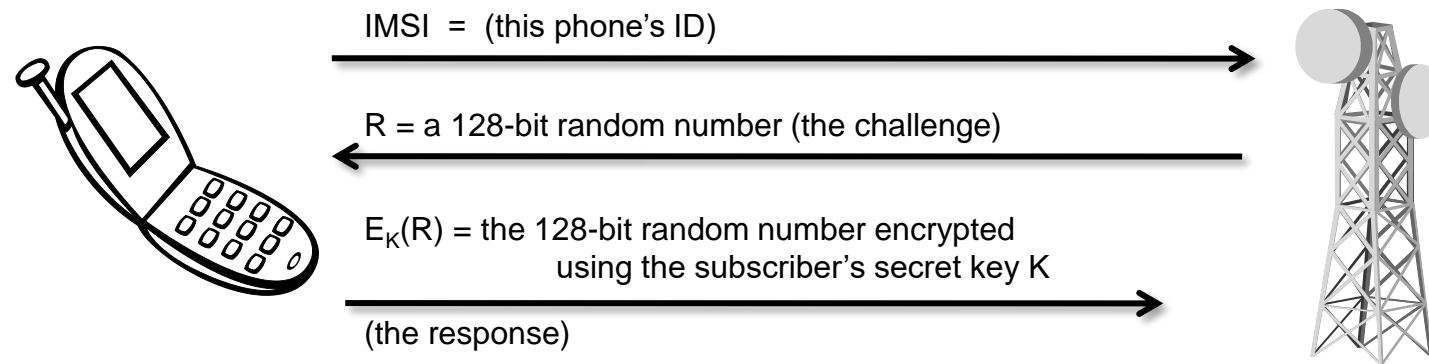 IMSI = (this phone's ID)
R = a 128-bit random number (the challenge)
E_K(R) = the 128-bit random number encrypted
using the subscriber's secret key K
(the response)